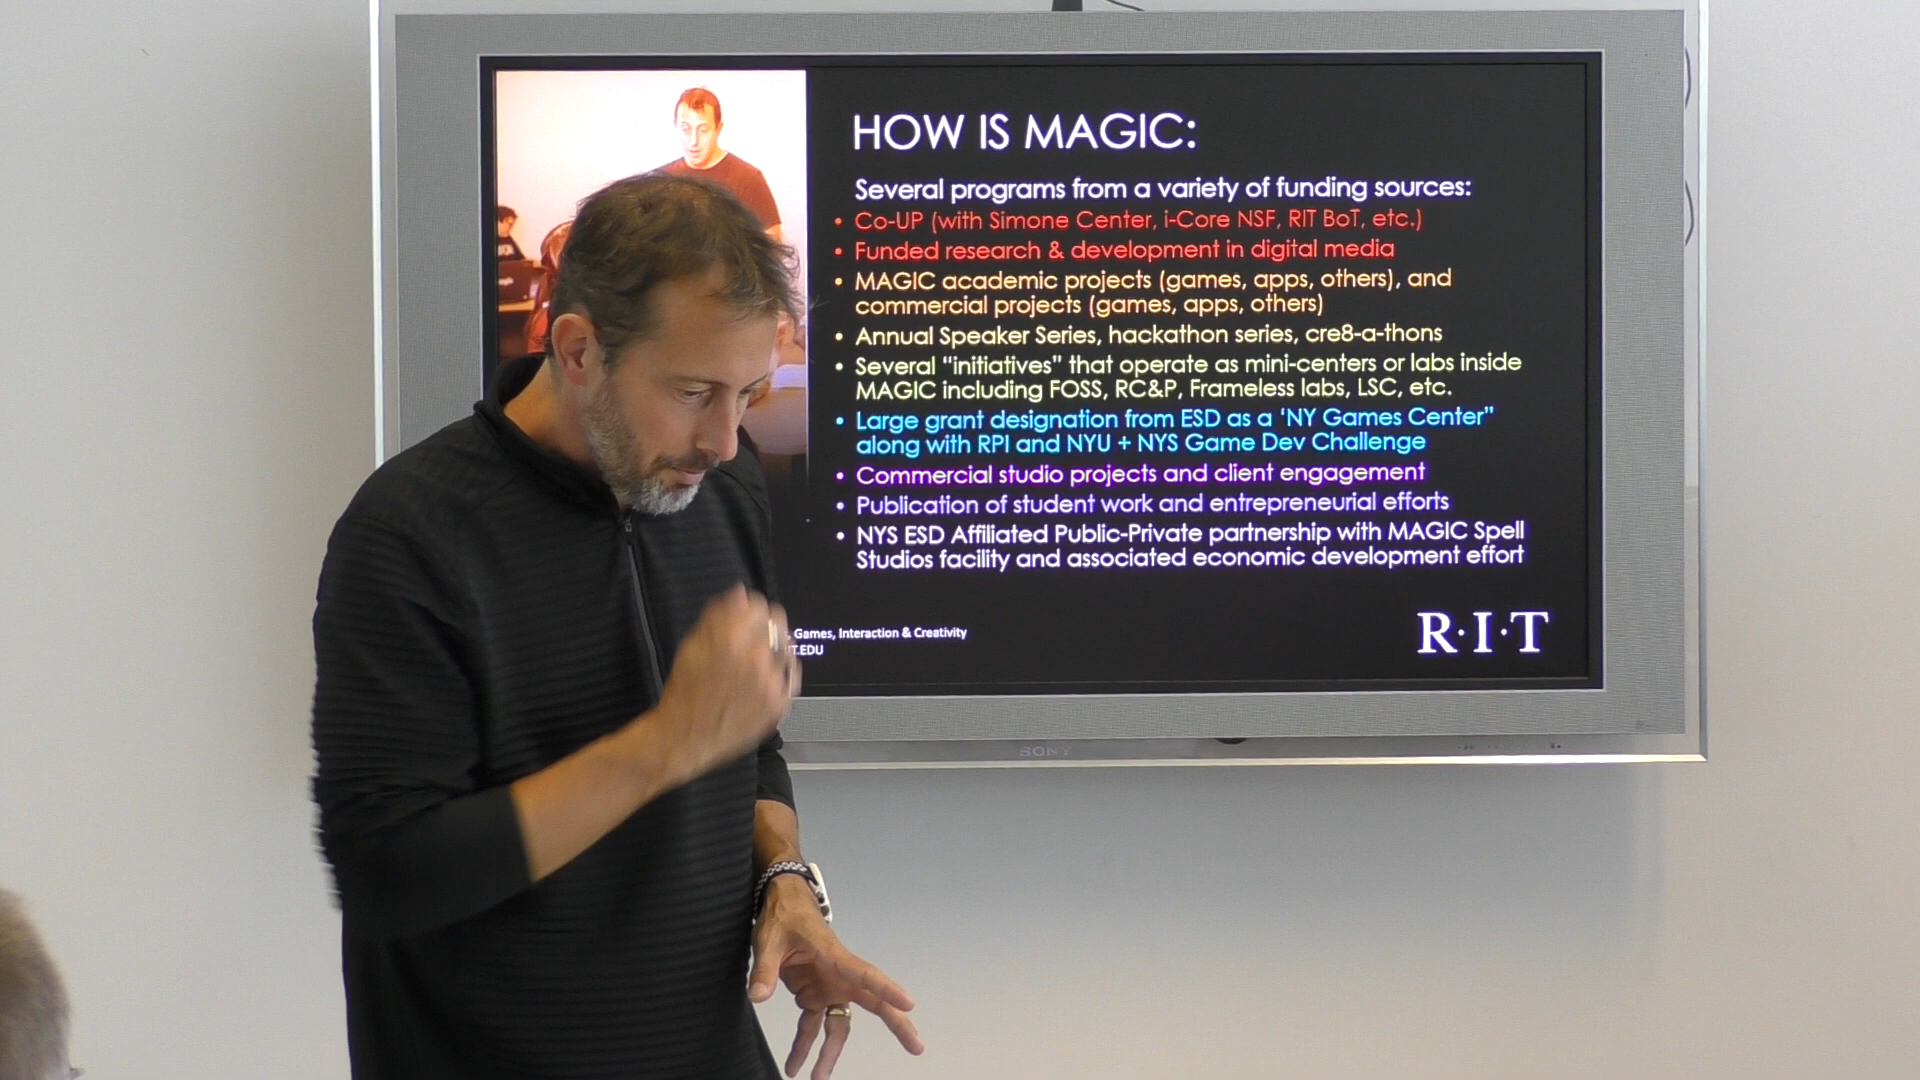 HOW IS MAGIC:
Several programs from a variety of funding sources:
• Co-UP (with Simone Center, i-Core NSF, RIT BoT, etc.)
• Funded research & development in digital media
• MAGIC academic projects (games, apps, others), and
commercial projects (games, apps, others)
• Annual Speaker Series, hackathon series, cre8-a-thons
• Several “initiatives” that operate as mini-centers or labs inside
MAGIC including FOSS, RC&P, Frameless labs, LSC, etc.
• Large grant designation from ESD as a ‘NY Games Center”
along with RPI and NYU + NYS Game Dev Challenge
• Commercial studio projects and client engagement
• Publication of student work and entrepreneurial efforts
• NYS ESD Affiliated Public-Private partnership with MAGIC Spell
Studios facility and associated economic development effort
, Games, Interaction & Creativity
IT.EDU
R·I·T
SONY